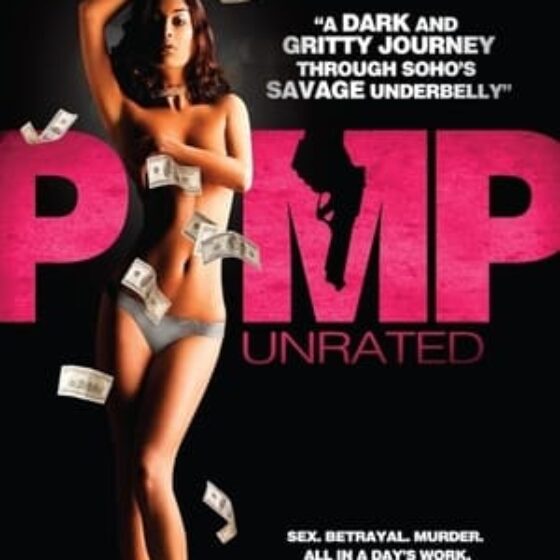 "A DARK AND
GRITTY JOURNEY
THROUGH SOHO'S
SAVAGE UNDERBELLY"
PIMP
UNRATED
SEX. BETRAYAL. MURDER.
ALL IN A DAY'S WORK.